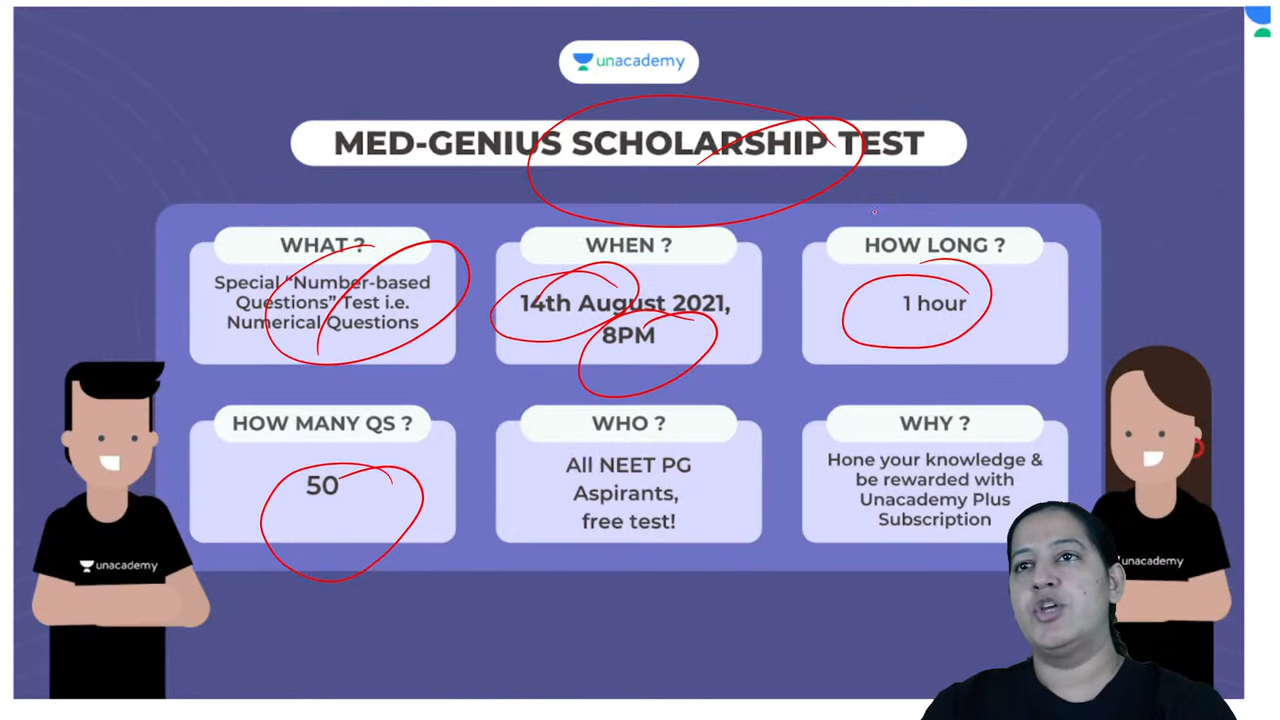 unacademy
MED-GENIUS SCHOLARSHIP TEST
WHAT ?
Special "Number-based
Questions" Test i.e.
Numerical Questions
WHEN ?
14th August 2021,
8PM
HOW LONG ?
1 hour
HOW MANY QS ?
50
WHO ?
All NEET PG
Aspirants,
free test!
WHY ?
Hone your knowledge &
be rewarded with
Unacademy Plus
Subscription
unacademy
unacademy